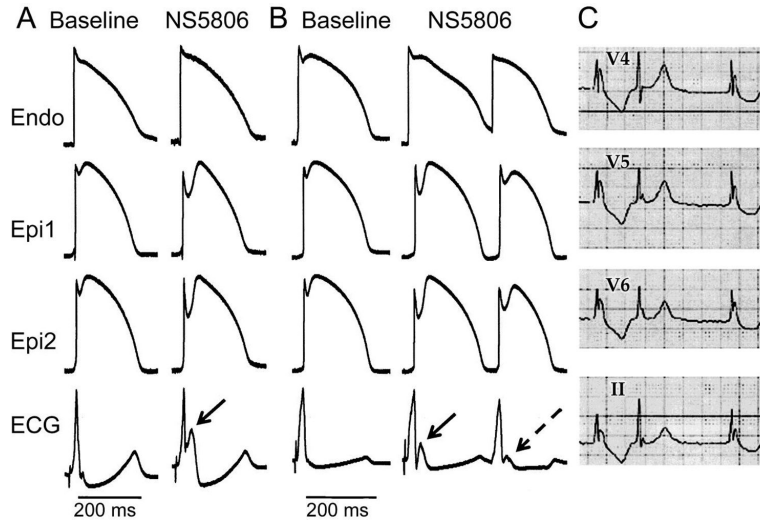 A Baseline NS5806 B Baseline NS5806 C
V4
Endo
V5
Epi1
V6
Epi2
II
ECG
200 ms 200 ms